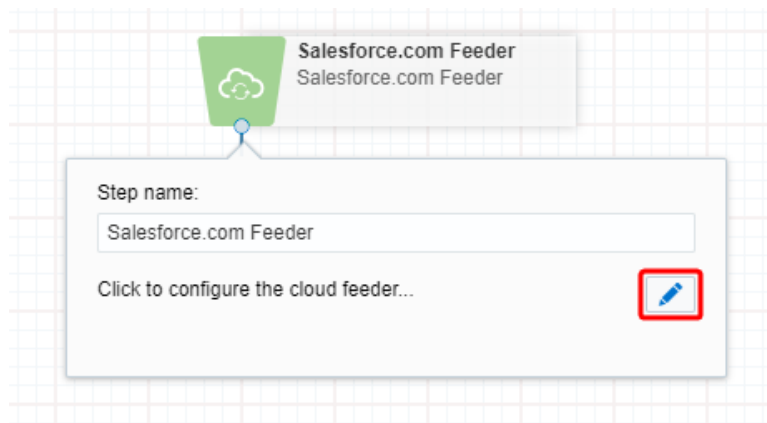 Salesforce.com Feeder
Salesforce.com Feeder
Step name:
Salesforce.com Feeder
Click to configure the cloud feeder...